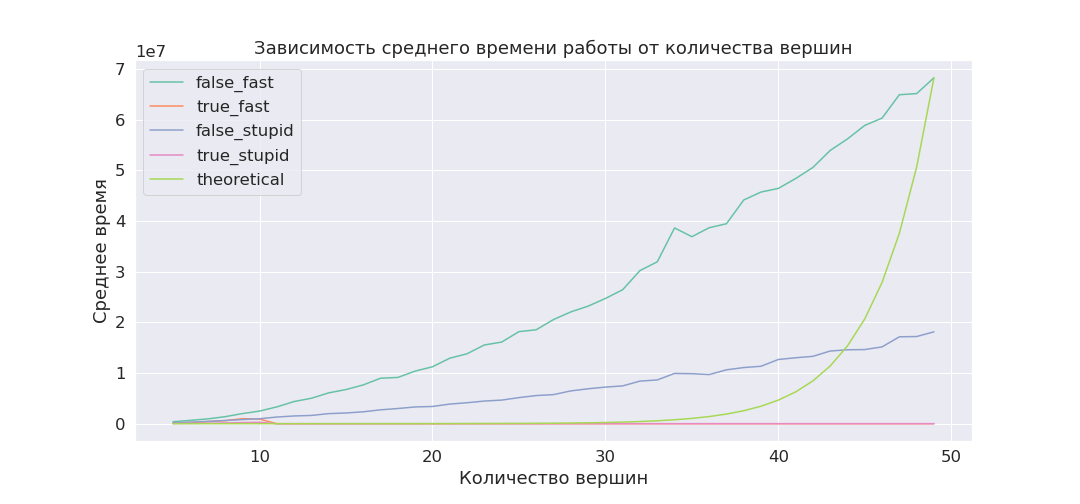 Зависимость среднего времени работы от количества вершин
1e7
7
6
5
4
3
2
1
0
Среднее время
false_fast
true_fast
false_stupid
true_stupid
theoretical
10
20
30
40
50
Количество вершин